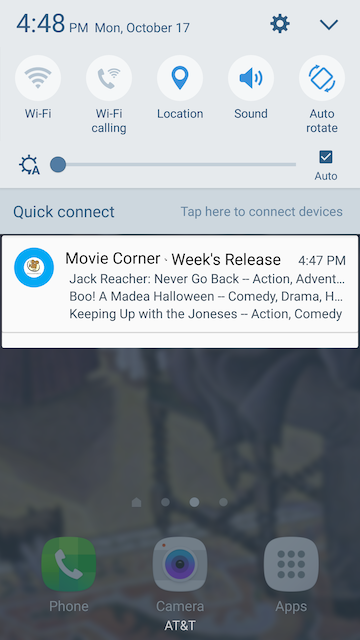 4:48 PM Mon, October 17
Wi-Fi
Wi-Fi calling
Location
Sound
Auto rotate
A
Auto
Quick connect
Tap here to connect devices
Movie Corner · Week's Release 4:47 PM
Jack Reacher: Never Go Back -- Action, Advent...
Boo! A Madea Halloween -- Comedy, Drama, H...
Keeping Up with the Joneses -- Action, Comedy
Phone
Camera
Apps
AT&T